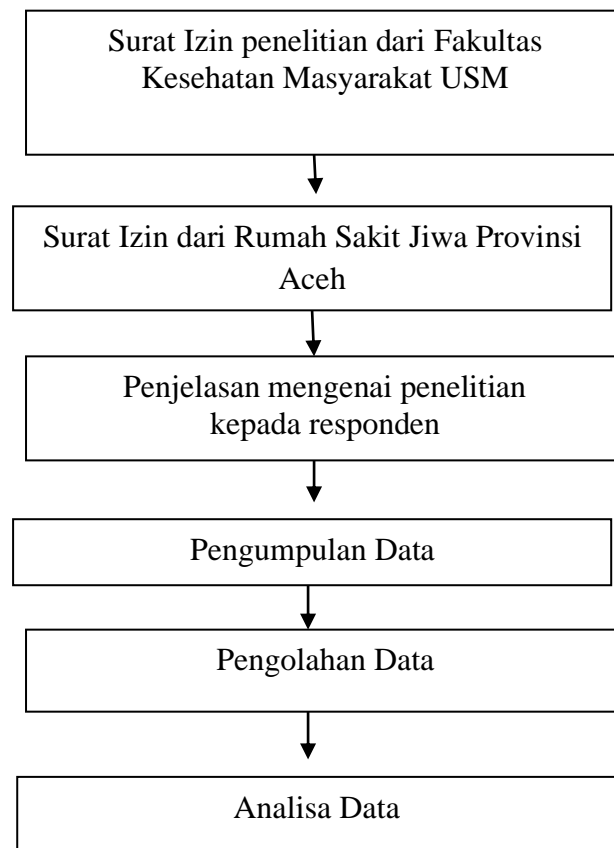 Surat Izin penelitian dari Fakultas
Kesehatan Masyarakat USM
Surat Izin dari Rumah Sakit Jiwa Provinsi
Aceh
Penjelasan mengenai penelitian
kepada responden
Pengumpulan Data
Pengolahan Data
Analisa Data